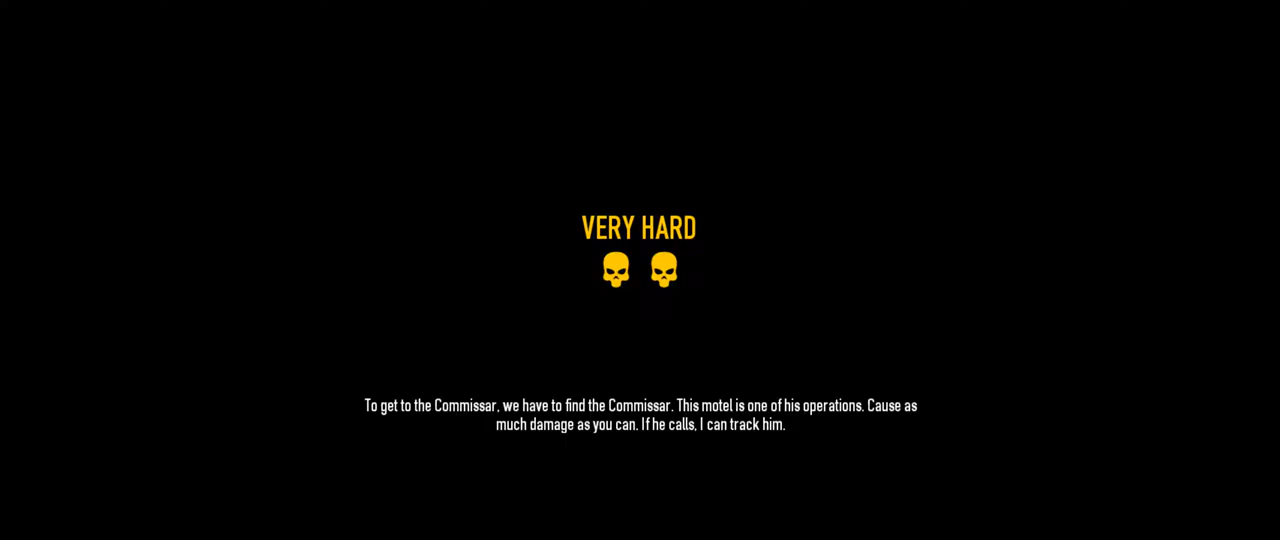 VERY HARD
To get to the Commissar, we have to find the Commissar. This motel is one of his operations. Cause as
much damage as you can. If he calls, I can track him.